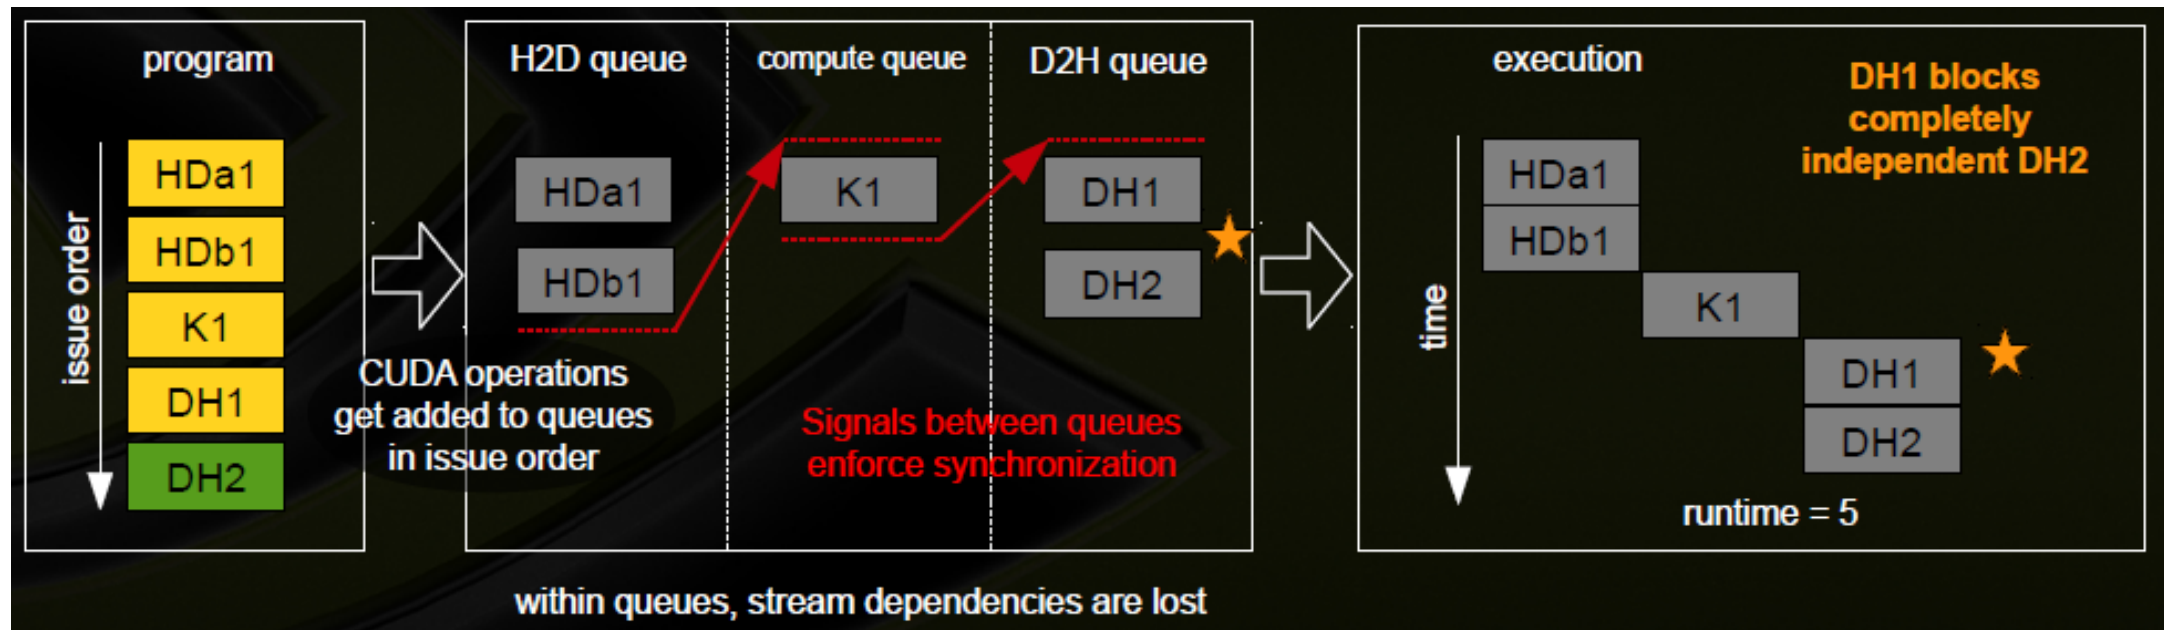 program
issue order
HDa1
HDb1
K1
DH1
DH2
CUDA operations
get added to queues
in issue order
H2D queue
HDa1
HDb1
compute queue
K1
D2H queue
DH1
DH2
Signals between queues
enforce synchronization
within queues, stream dependencies are lost
execution
DH1 blocks
completely
independent DH2
time
HDa1
HDb1
K1
DH1
DH2
runtime = 5